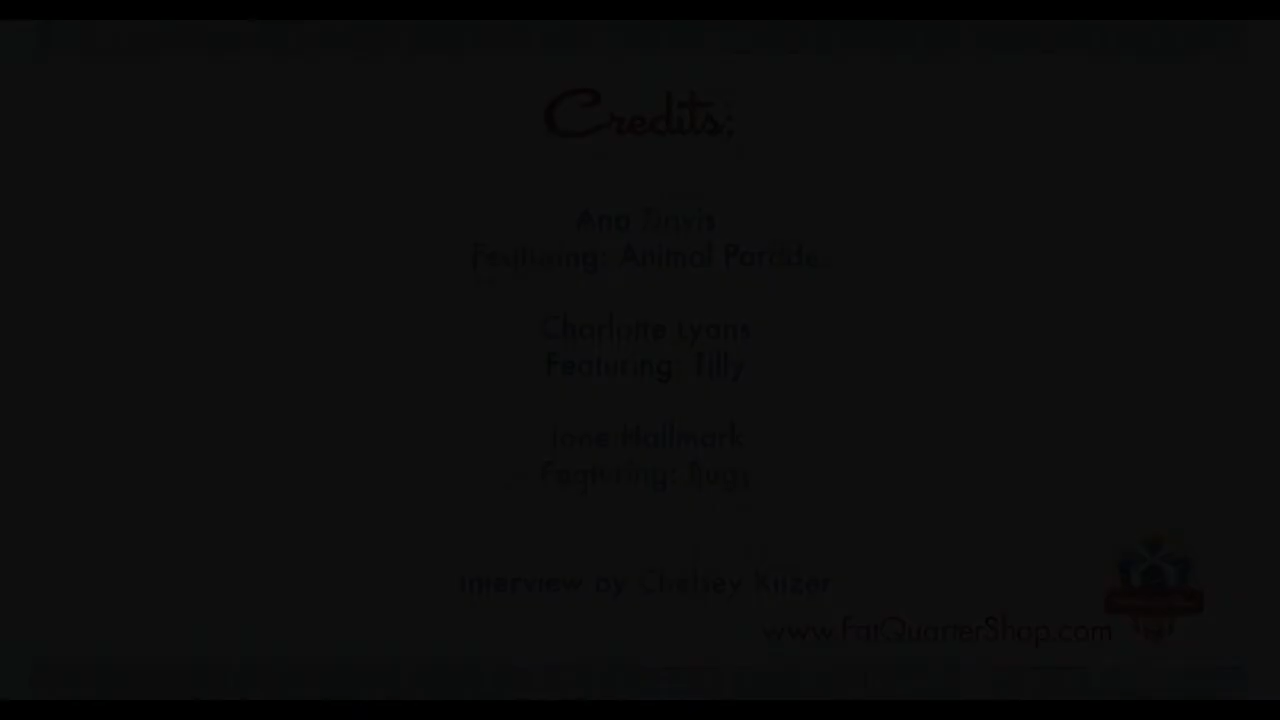 Credits:
Ana Davis
Featuring: Animal Parade
Charlotte Lyons
Featuring: Tilly
Jane Hallmark
Featuring: Bugs
Interview by Chelsey
www.FatQuarterShop.com